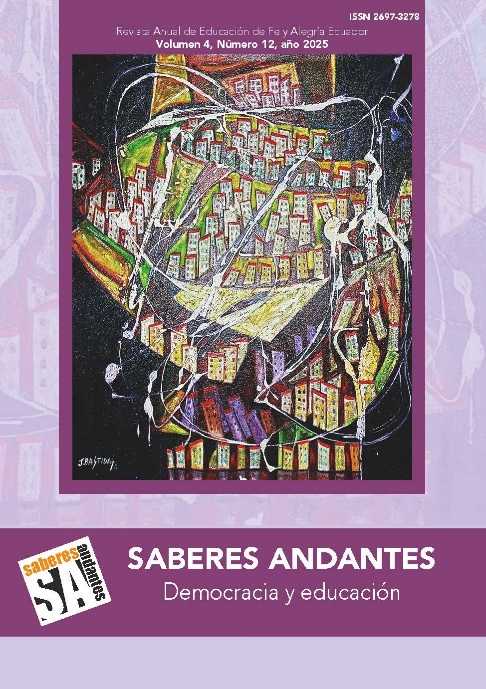 ISSN 2697-3278
Revista Anual de Educación de Fe y Alegría Ecuador
Volumen 4, Número 12, año 2025
J.BASTIDAS
saberes
andantes
SA
SABERES ANDANTES
Democracia y educación